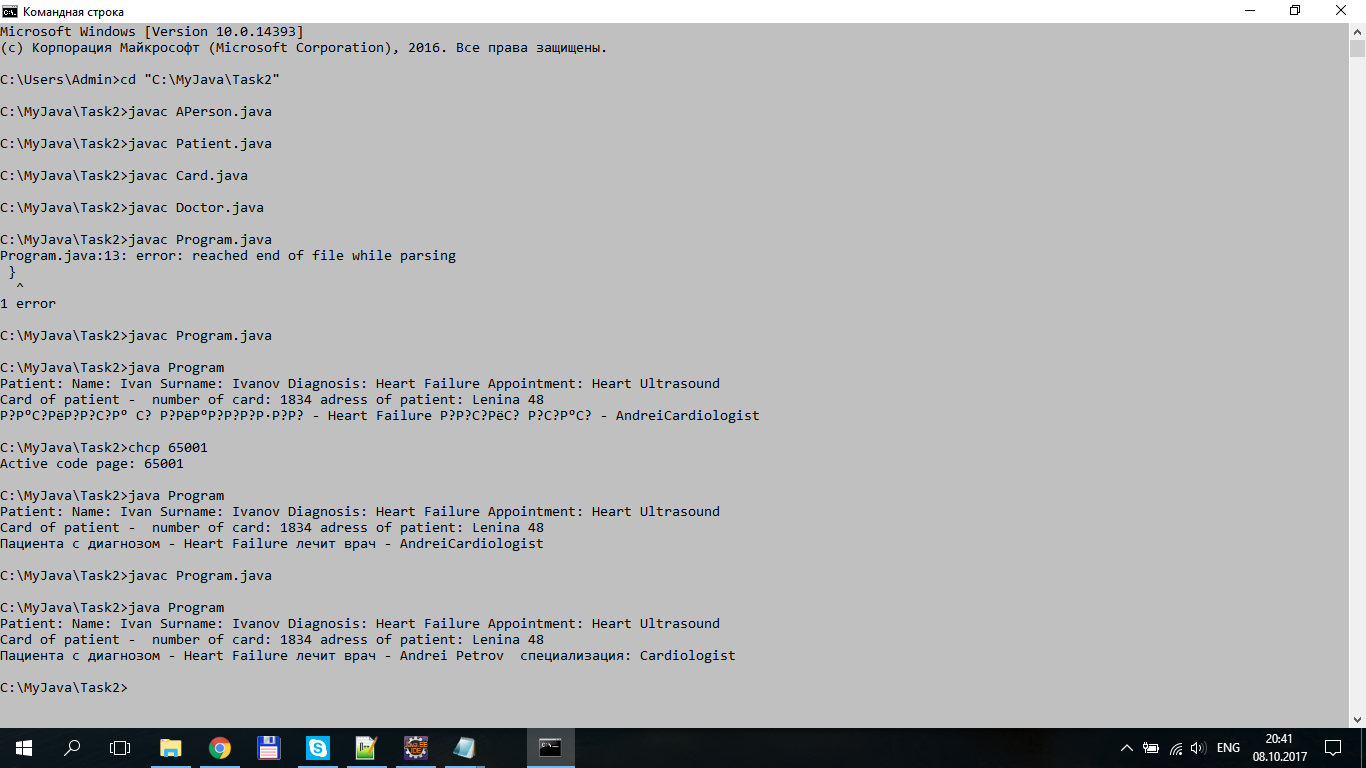 Командная строка
Microsoft Windows [Version 10.0.14393]
(c) Корпорация Майкрософт (Microsoft Corporation), 2016. Все права защищены.
C:\Users\Admin>cd "C:\MyJava\Task2"
C:\MyJava\Task2>javac APerson.java
C:\MyJava\Task2>javac Patient.java
C:\MyJava\Task2>javac Card.java
C:\MyJava\Task2>javac Doctor.java
C:\MyJava\Task2>javac Program.java
Program.java:13: error: reached end of file while parsing
 }
  ^
1 error
C:\MyJava\Task2>javac Program.java
C:\MyJava\Task2>java Program
Patient: Name: Ivan Surname: Ivanov Diagnosis: Heart Failure Appointment: Heart Ultrasound
Card of patient -  number of card: 1834 adress of patient: Lenina 48
Р?Р°С?РёР?Р?С?Р° С? Р?РёР°Р?Р?Р?Р·Р?Р? - Heart Failure Р?Р?С?РёС? Р?С?Р°С? - AndreiCardiologist
C:\MyJava\Task2>chcp 65001
Active code page: 65001
C:\MyJava\Task2>java Program
Patient: Name: Ivan Surname: Ivanov Diagnosis: Heart Failure Appointment: Heart Ultrasound
Card of patient -  number of card: 1834 adress of patient: Lenina 48
Пациента с диагнозом - Heart Failure лечит врач - AndreiCardiologist
C:\MyJava\Task2>javac Program.java
C:\MyJava\Task2>java Program
Patient: Name: Ivan Surname: Ivanov Diagnosis: Heart Failure Appointment: Heart Ultrasound
Card of patient -  number of card: 1834 adress of patient: Lenina 48
Пациента с диагнозом - Heart Failure лечит врач - Andrei Petrov  специализация: Cardiologist
C:\MyJava\Task2>
ENG
20:41
08.10.2017